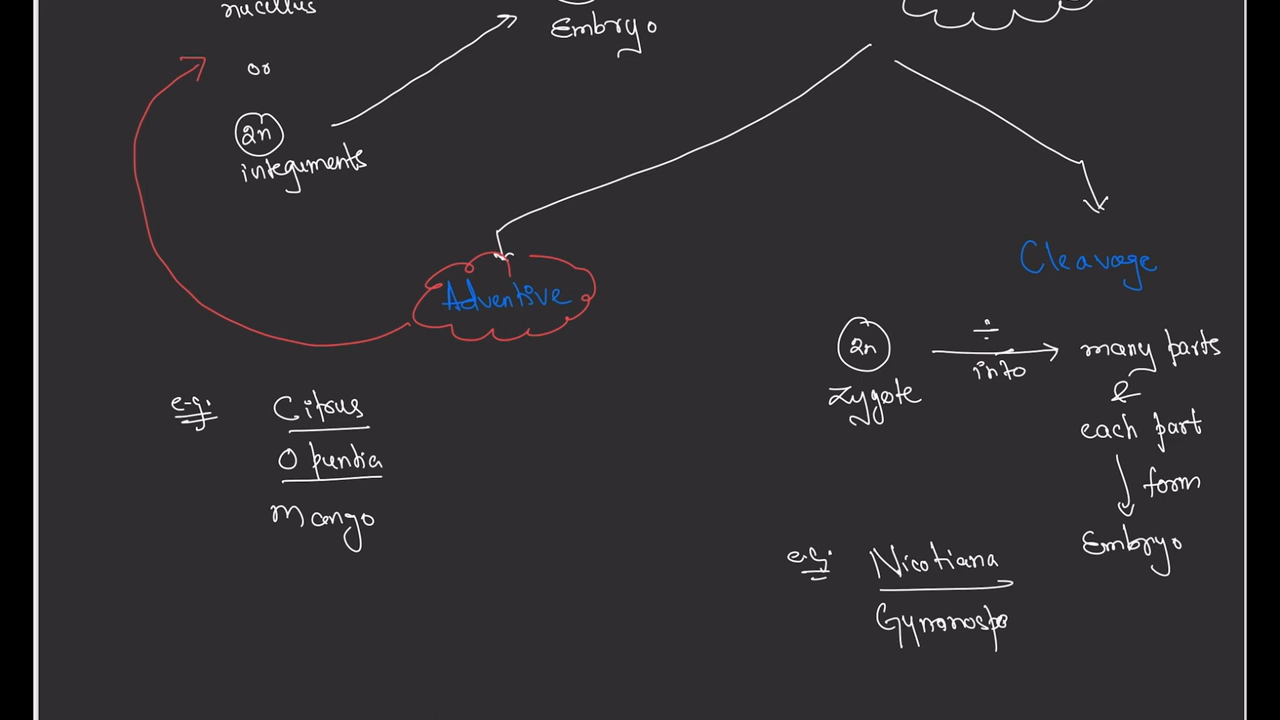 nucellus
or
2n
integuments
Embryo
Adventive
e.g. Citrus
Opuntia
Mango
Cleavage
2n
Zygote
÷
into
many parts
&
each part
form
Embryo
e.g. Nicotiana
Gymnospe